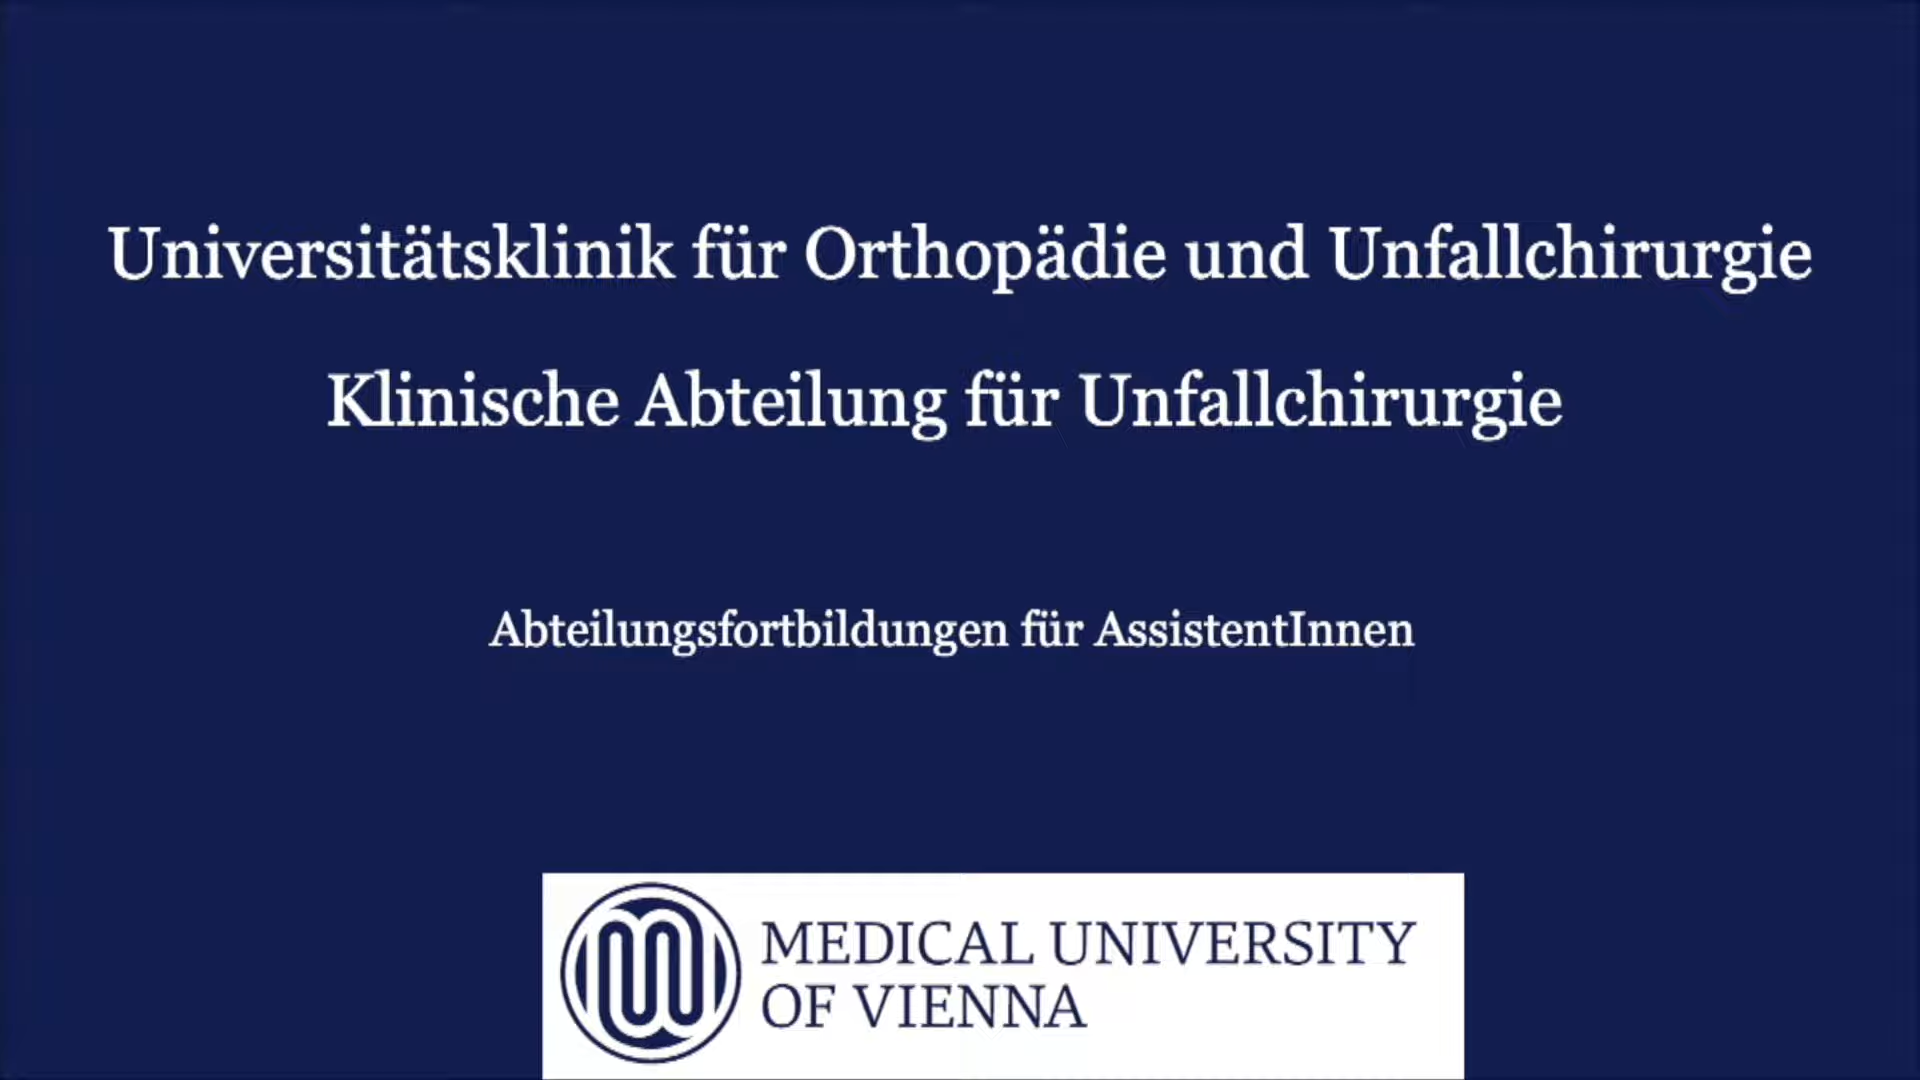 Universitätsklinik für Orthopädie und Unfallchirurgie
Klinische Abteilung für Unfallchirurgie
Abteilungsfortbildungen für AssistentInnen
MEDICAL UNIVERSITY
OF VIENNA